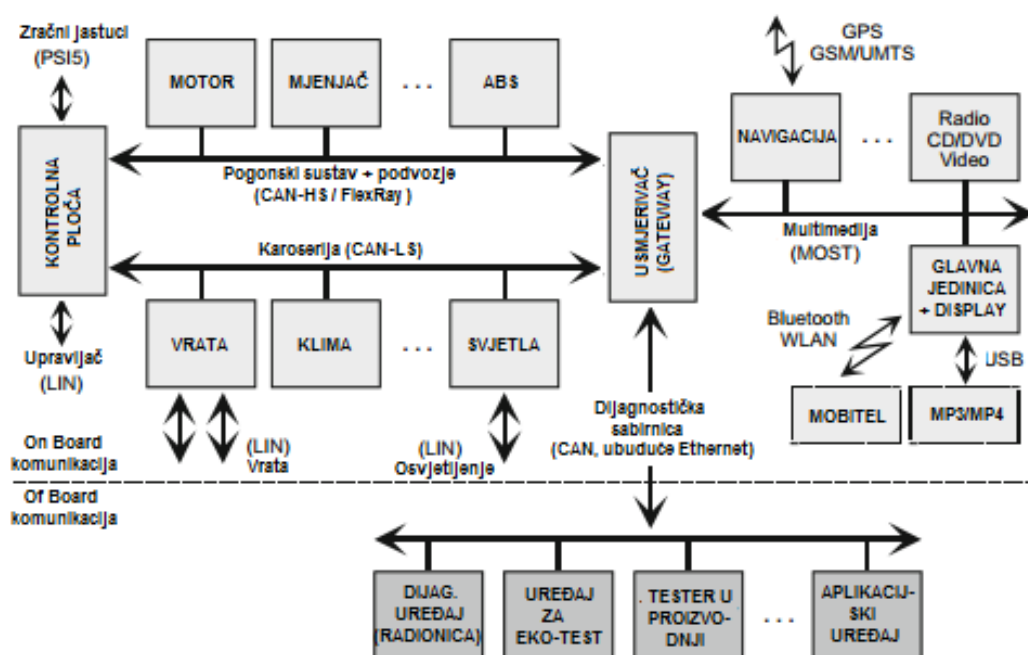 Zračni jastuci
(PSI5)
MOTOR
MJENJAČ
. . .
ABS
GPS
GSM/UMTS
NAVIGACIJA
. . .
Radio
CD/DVD
Video
KONTROLNA
PLOČA
Pogonski sustav + podvozje
(CAN-HS / FlexRay )
USMJERIVAČ
(GATEWAY)
Multimedija
(MOST)
Karoserija (CAN-LS)
GLAVNA
JEDINICA
+ DISPLAY
Bluetooth
WLAN
USB
VRATA
KLIMA
. . .
SVJETLA
Upravljač
(LIN)
MOBITEL
MP3/MP4
Dijagnostička
sabirnica
(CAN, ubuduće Ethernet)
(LIN)
Vrata
(LIN)
Osvjetljenje
On Board
komunikacija
Of Board
komunikacija
DIJAG.
UREĐAJ
(RADIONICA)
UREĐAJ
ZA
EKO-TEST
. TESTER U
PROIZVO-
DNJI
. . .
APLIKACIJ-
SKI
UREĐAJ